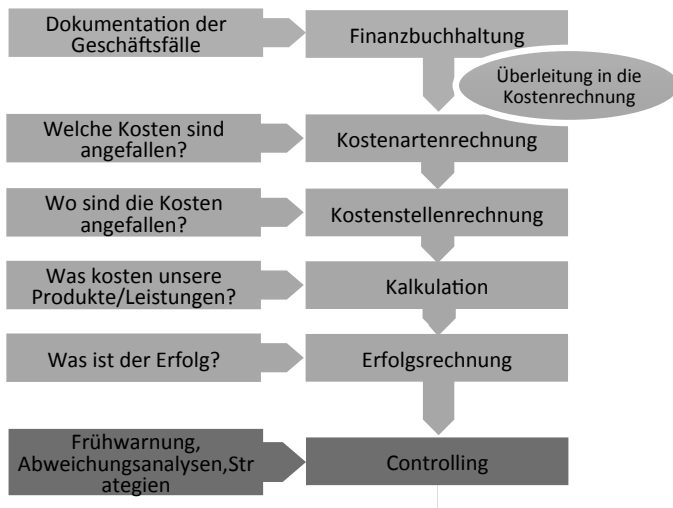 Dokumentation der
Geschäftsfälle
Finanzbuchhaltung
Überleitung in die
Kostenrechnung
Welche Kosten sind
angefallen?
Kostenartenrechnung
Wo sind die Kosten
angefallen?
Kostenstellenrechnung
Was kosten unsere
Produkte/Leistungen?
Kalkulation
Was ist der Erfolg?
Erfolgsrechnung
Frühwarnung,
Abweichungsanalysen,Str
ategien
Controlling